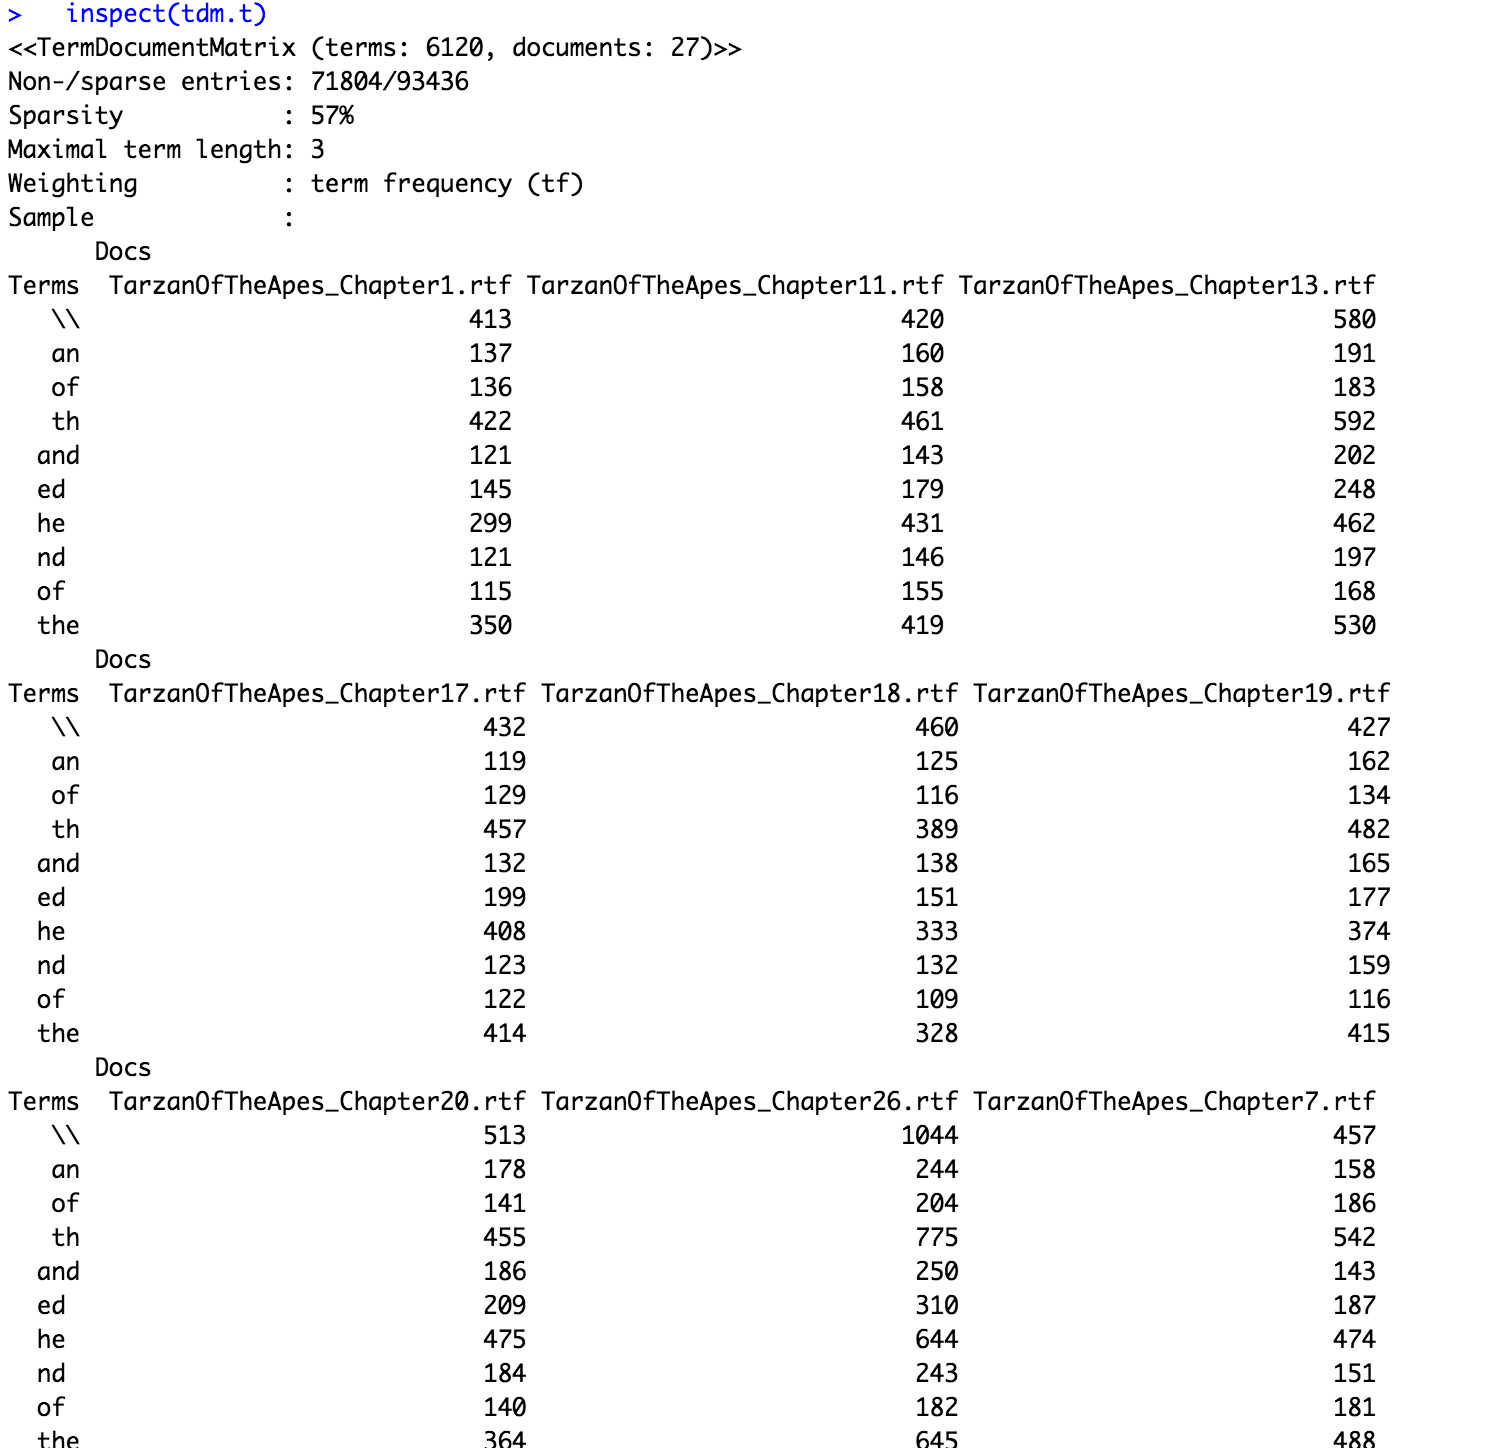 >   inspect(tdm.t)
<<TermDocumentMatrix (terms: 6120, documents: 27)>>
Non-/sparse entries: 71804/93436
Sparsity           : 57%
Maximal term length: 3
Weighting          : term frequency (tf)
Sample             :
      Docs
Terms  TarzanOfTheApes_Chapter1.rtf TarzanOfTheApes_Chapter11.rtf TarzanOfTheApes_Chapter13.rtf
   \\                           413                           420                           580
   an                           137                           160                           191
   of                           136                           158                           183
   th                           422                           461                           592
  and                           121                           143                           202
  ed                            145                           179                           248
  he                            299                           431                           462
  nd                            121                           146                           197
  of                            115                           155                           168
  the                           350                           419                           530
      Docs
Terms  TarzanOfTheApes_Chapter17.rtf TarzanOfTheApes_Chapter18.rtf TarzanOfTheApes_Chapter19.rtf
   \\                            432                           460                           427
   an                            119                           125                           162
   of                            129                           116                           134
   th                            457                           389                           482
  and                            132                           138                           165
  ed                             199                           151                           177
  he                             408                           333                           374
  nd                             123                           132                           159
  of                             122                           109                           116
  the                            414                           328                           415
      Docs
Terms  TarzanOfTheApes_Chapter20.rtf TarzanOfTheApes_Chapter26.rtf TarzanOfTheApes_Chapter7.rtf
   \\                            513                          1044                          457
   an                            178                           244                          158
   of                            141                           204                          186
   th                            455                           775                          542
  and                            186                           250                          143
  ed                             209                           310                          187
  he                             475                           644                          474
  nd                             184                           243                          151
  of                             140                           182                          181
  the                            364                           645                          488